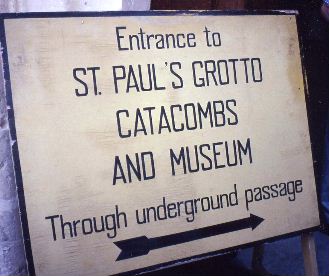 Entrance to
ST. PAUL'S GROTTO
CATACOMBS
AND MUSEUM
Through underground passage